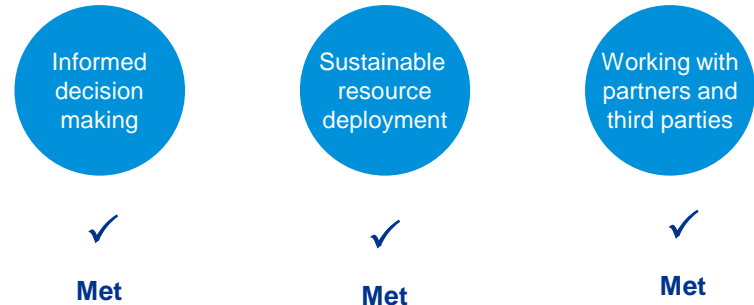 Informed
decision
making
Sustainable
resource
deployment
Working with
partners and
third parties
✓
✓
✓
Met
Met
Met